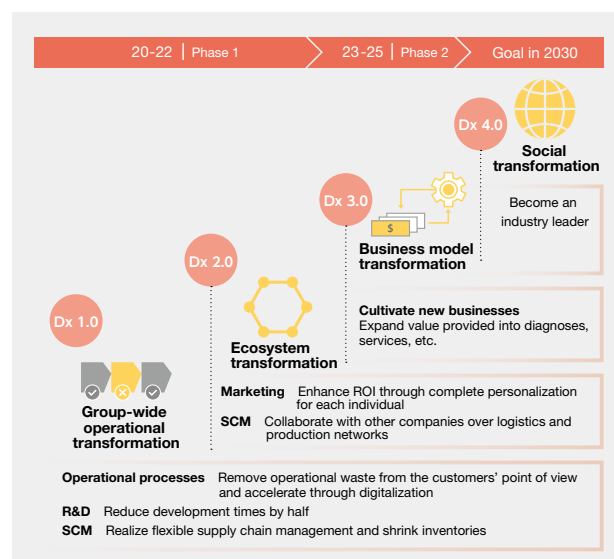 20-22 | Phase 1
23-25 | Phase 2
Goal in 2030
Dx 4.0
Social
transformation
Become an
industry leader
Dx 3.0
$
Business model
transformation
Cultivate new businesses
Expand value provided into diagnoses,
services, etc.
Dx 2.0
Ecosystem
transformation
Marketing Enhance ROI through complete personalization
for each individual
SCM Collaborate with other companies over logistics and
production networks
Dx 1.0
Group-wide
operational
transformation
Operational processes Remove operational waste from the customers’ point of view
and accelerate through digitalization
R&D Reduce development times by half
SCM Realize flexible supply chain management and shrink inventories